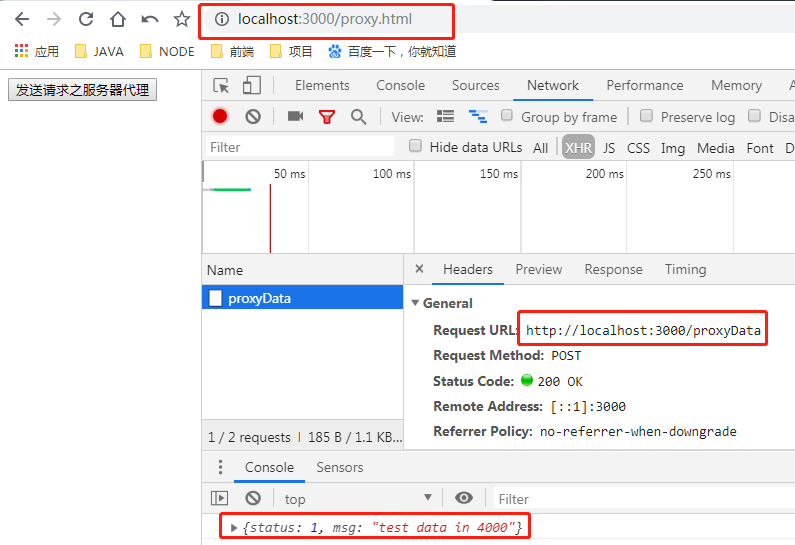 localhost:3000/proxy.html
应用 JAVA NODE 前端 项目 百度一下，你就知道
发送请求之服务器代理
Elements Console Sources Network Performance Memory A
View: Group by frame Preserve log Disa
Filter Hide data URLs All XHR JS CSS Img Media Font D
50 ms 100 ms 150 ms 200 ms 250 ms
Name
proxyData
1 / 2 requests | 185 B / 1.1 KB...
× Headers Preview Response Timing
▼ General
Request URL: http://localhost:3000/proxyData
Request Method: POST
Status Code: 200 OK
Remote Address: [::1]:3000
Referrer Policy: no-referrer-when-downgrade
Console Sensors
top ▼ Filter
▶ {status: 1, msg: "test data in 4000"}